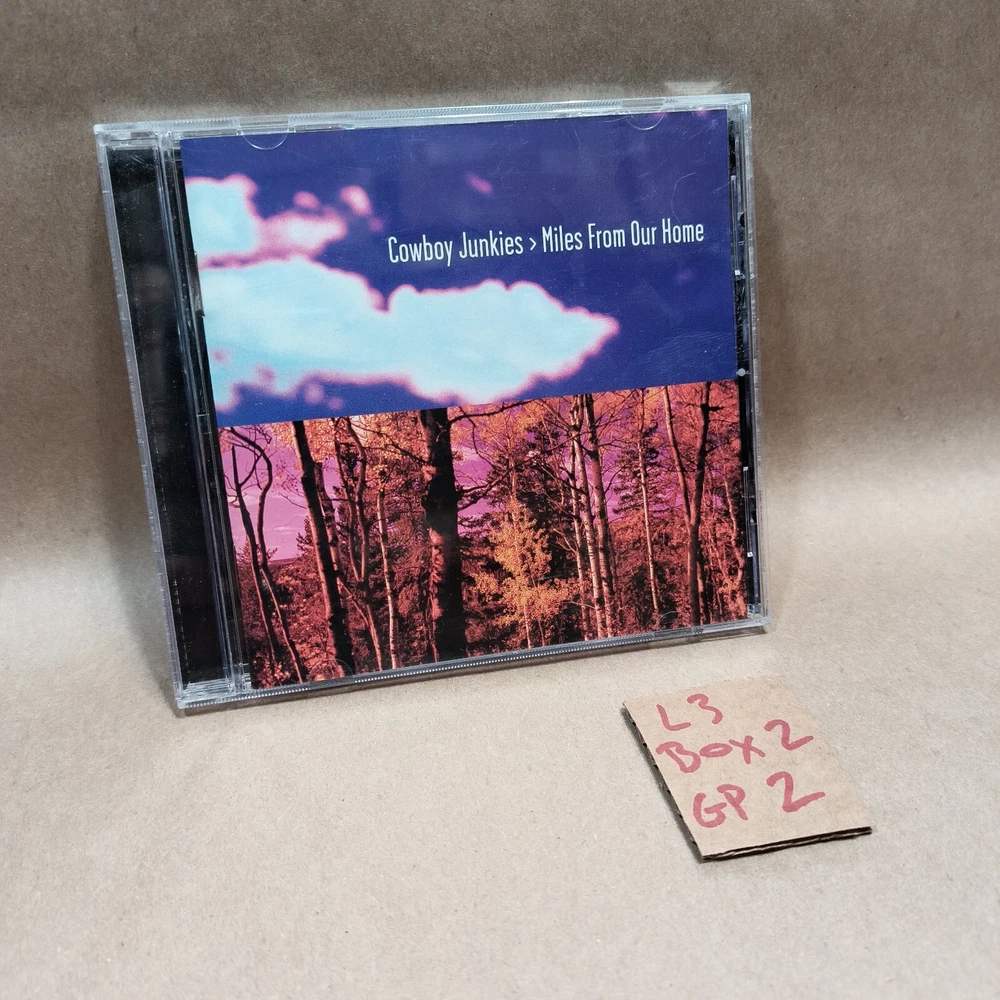 Cowboy Junkies > Miles From Our Home
L3
BOX 2
GP 2